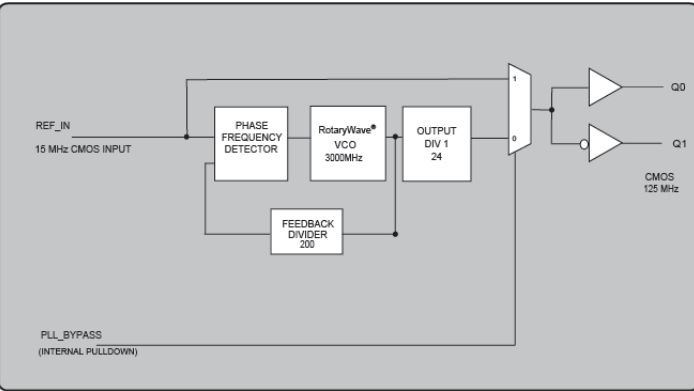 1
Q0
REF_IN
15 MHz CMOS INPUT
PHASE
FREQUENCY
DETECTOR
RotaryWave®
VCO
3000MHz
OUTPUT
DIV 1
24
0
Q1
CMOS
125 MHz
FEEDBACK
DIVIDER
200
PLL_BYPASS
(INTERNAL PULLDOWN)